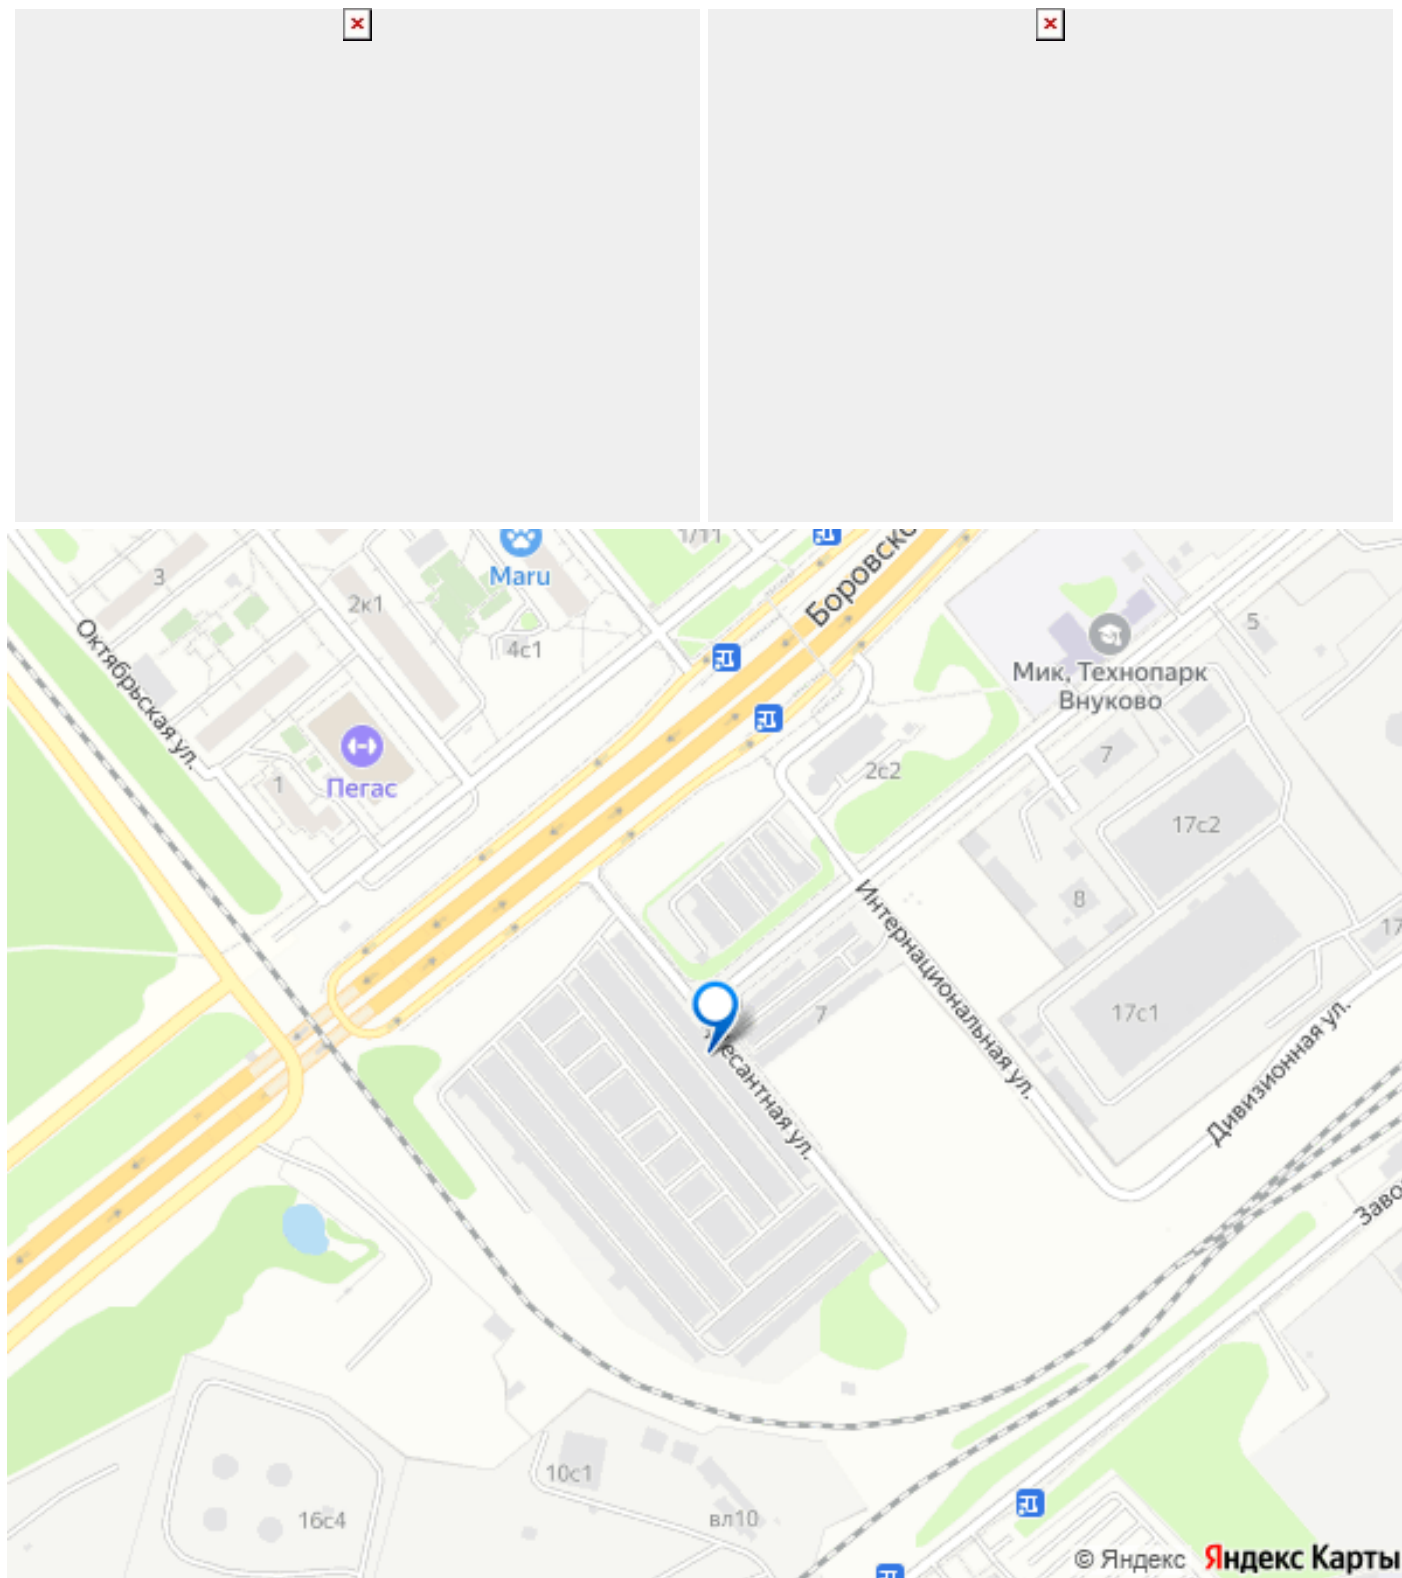 1/11
Боровско
3
Maru
2к1
4с1
5
Октябрьская ул.
Мик. Технопарк
Внуково
2с2
7
1
Пегас
17с2
8
Интернациональная ул.
17
7
17с1
Десантная ул.
Дивизионная ул.
Заво
10с1
16с4
вл10
© Яндекс Яндекс Карты